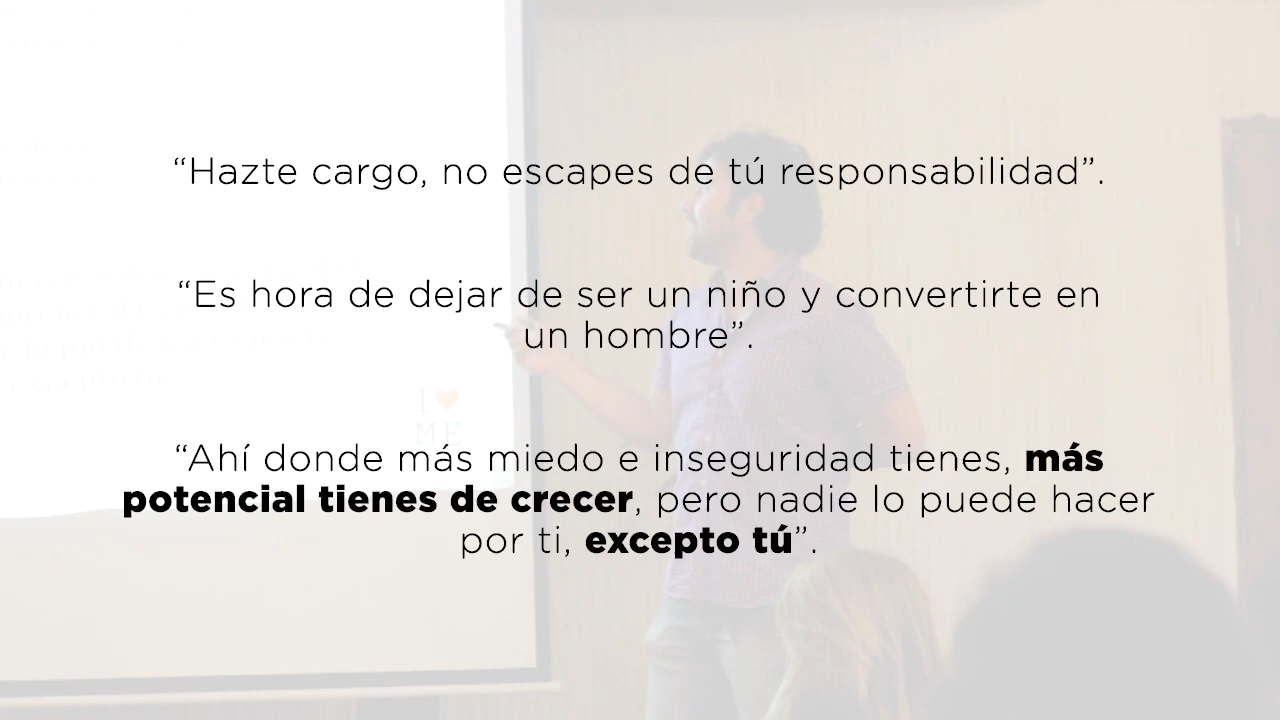 “Hazte cargo, no escapes de tú responsabilidad”.
“Es hora de dejar de ser un niño y convertirte en
un hombre”.
“Ahí donde más miedo e inseguridad tienes, más
potencial tienes de crecer, pero nadie lo puede hacer
por ti, excepto tú”.
I ❤
ME